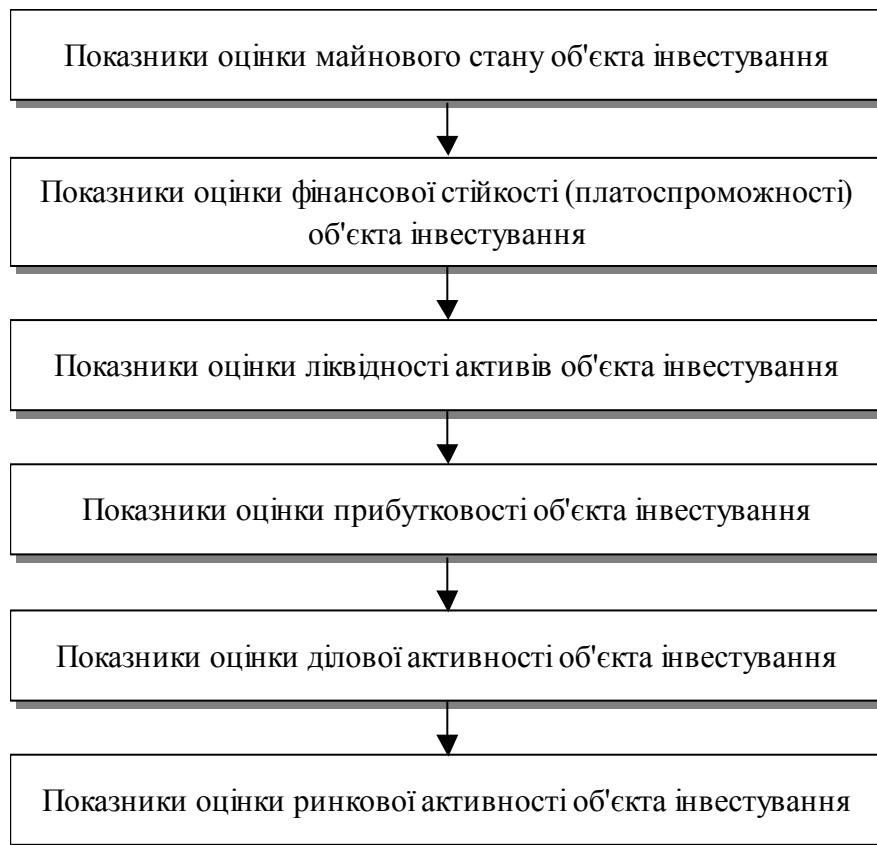 Показники оцінки майнового стану об'єкта інвестування
Показники оцінки фінансової стійкості (платоспроможності)
об'єкта інвестування
Показники оцінки ліквідності активів об'єкта інвестування
Показники оцінки прибутковості об'єкта інвестування
Показники оцінки ділової активності об'єкта інвестування
Показники оцінки ринкової активності об'єкта інвестування